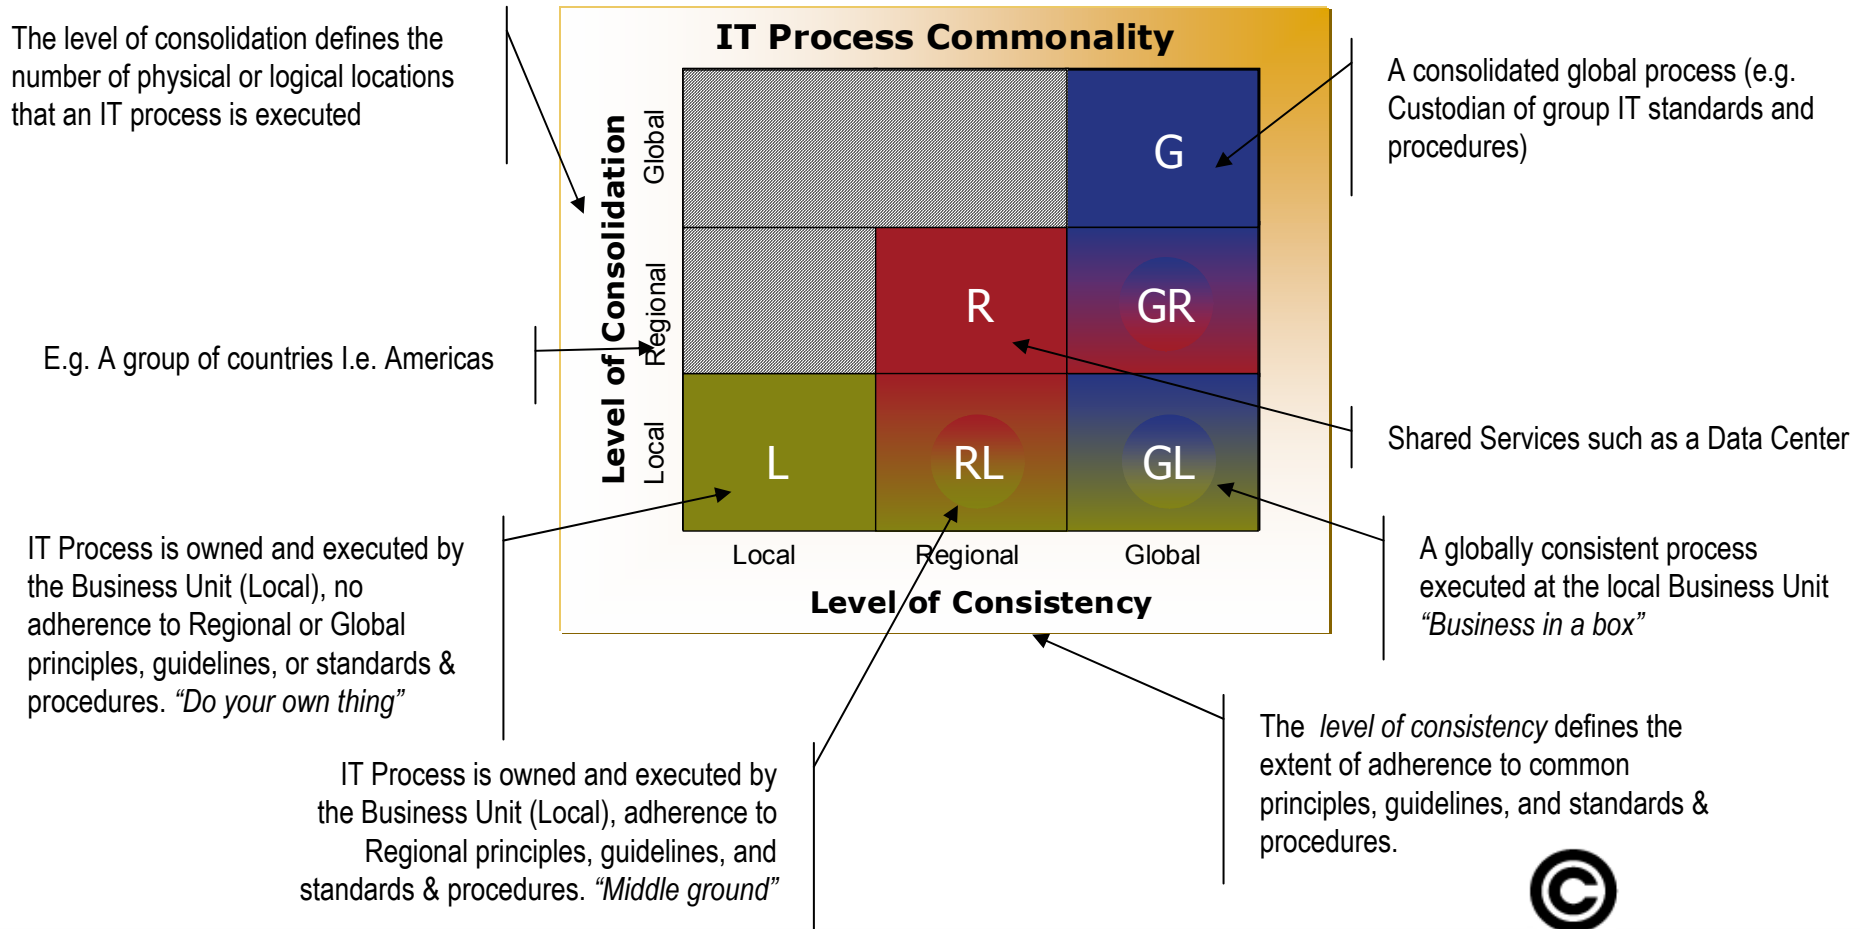 The level of consolidation defines the
number of physical or logical locations
that an IT process is executed
E.g. A group of countries I.e. Americas
IT Process is owned and executed by
the Business Unit (Local), no
adherence to Regional or Global
principles, guidelines, or standards &
procedures. “Do your own thing”
IT Process is owned and executed by
the Business Unit (Local), adherence to
Regional principles, guidelines, and
standards & procedures. “Middle ground”
IT Process Commonality
Level of Consolidation
Global
Regional
Local
G
R
GR
L
RL
GL
Local
Regional
Global
Level of Consistency
A consolidated global process (e.g.
Custodian of group IT standards and
procedures)
Shared Services such as a Data Center
A globally consistent process
executed at the local Business Unit
“Business in a box”
The level of consistency defines the
extent of adherence to common
principles, guidelines, and standards &
procedures.
©